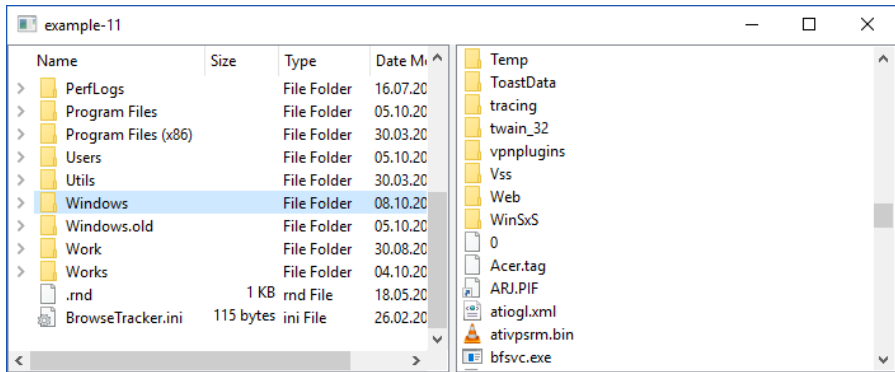 example-11
Name Size Type Date Mo
PerfLogs File Folder 16.07.20
Program Files File Folder 05.10.20
Program Files (x86) File Folder 30.03.20
Users File Folder 05.10.20
Utils File Folder 30.03.20
Windows File Folder 08.10.20
Windows.old File Folder 05.10.20
Work File Folder 30.08.20
Works File Folder 04.10.20
.rnd 1 KB rnd File 18.05.20
BrowseTracker.ini 115 bytes ini File 26.02.20
Temp
ToastData
tracing
twain_32
vpnplugins
Vss
Web
WinSxS
0
Acer.tag
ARJ.PIF
atiogl.xml
ativpsrm.bin
bfsvc.exe